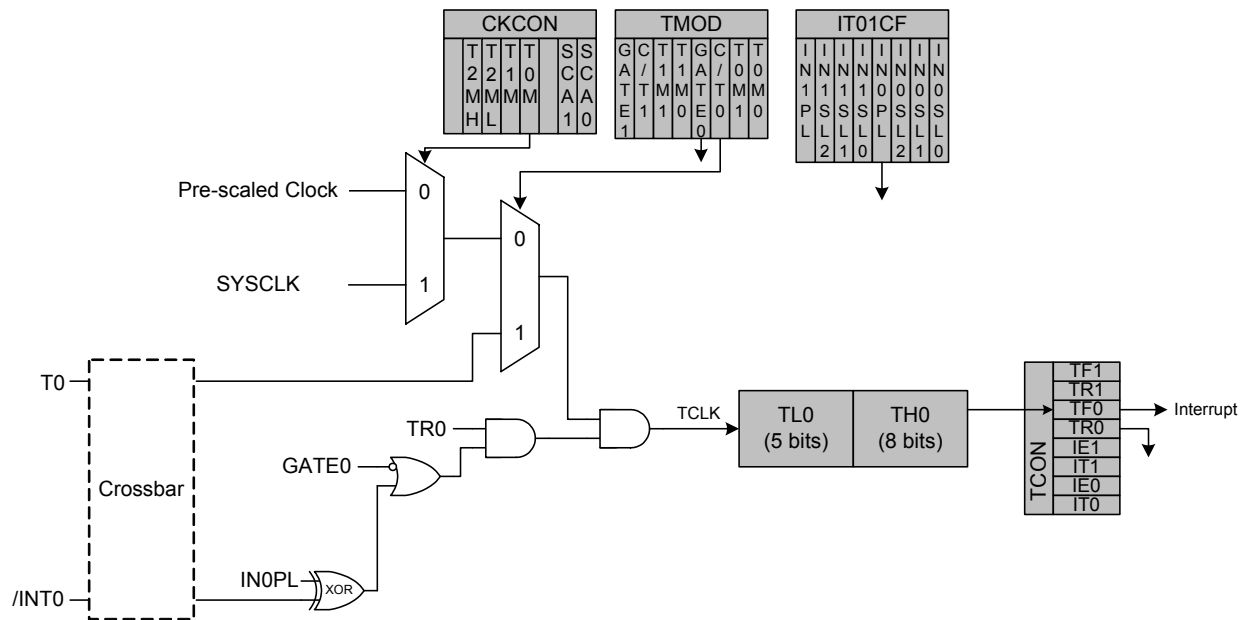 CKCON
T2MH
T2ML
T1M
T0M
SCA1
SCA0
TMOD
GATE1
C/T1
T1M1
T1M0
GATE0
C/T0
T0M1
T0M0
IT01CF
IN1PL
IN1SL2
IN1SL1
IN1SL0
IN0PL
IN0SL2
IN0SL1
IN0SL0
Pre-scaled Clock
0
SYSCLK
1
0
1
T0
Crossbar
/INT0
TR0
GATE0
IN0PL
XOR
TCLK
TL0
(5 bits)
TH0
(8 bits)
TCON
TF1
TR1
TF0
TR0
IE1
IT1
IE0
IT0
Interrupt